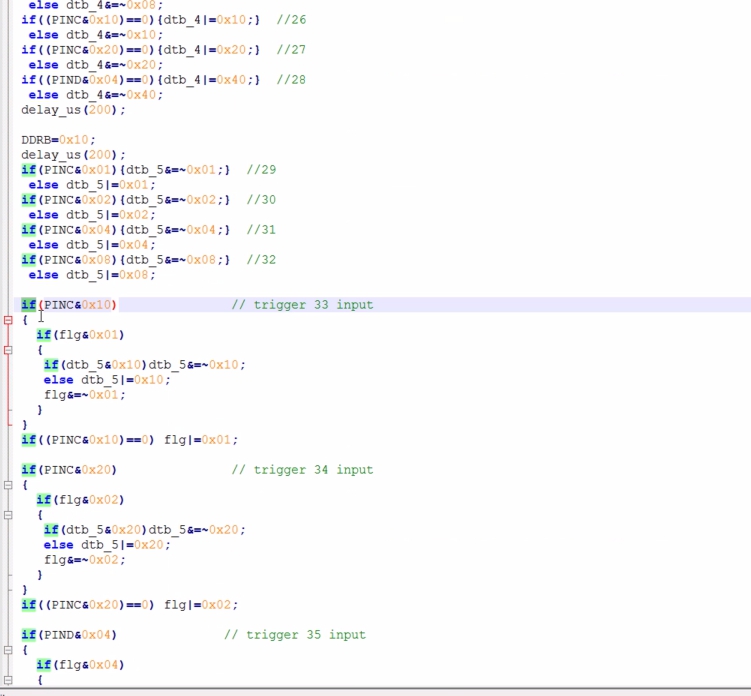 else dtb_4&=~0x08;
if((PINC&0x10)==0){dtb_4|=0x10;} //26
else dtb_4&=~0x10;
if((PINC&0x20)==0){dtb_4|=0x20;} //27
else dtb_4&=~0x20;
if((PIND&0x04)==0){dtb_4|=0x40;} //28
else dtb_4&=~0x40;
delay_us(200);
DDRB=0x10;
delay_us(200);
if(PINC&0x01){dtb_5&=~0x01;} //29
else dtb_5|=0x01;
if(PINC&0x02){dtb_5&=~0x02;} //30
else dtb_5|=0x02;
if(PINC&0x04){dtb_5&=~0x04;} //31
else dtb_5|=0x04;
if(PINC&0x08){dtb_5&=~0x08;} //32
else dtb_5|=0x08;
if(PINC&0x10) // trigger 33 input
{
if(flg&0x01)
{
if(dtb_5&0x10)dtb_5&=~0x10;
else dtb_5|=0x10;
flg&=~0x01;
}
}
if((PINC&0x10)==0) flg|=0x01;
if(PINC&0x20) // trigger 34 input
{
if(flg&0x02)
{
if(dtb_5&0x20)dtb_5&=~0x20;
else dtb_5|=0x20;
flg&=~0x02;
}
}
if((PINC&0x20)==0) flg|=0x02;
if(PIND&0x04) // trigger 35 input
{
if(flg&0x04)
{